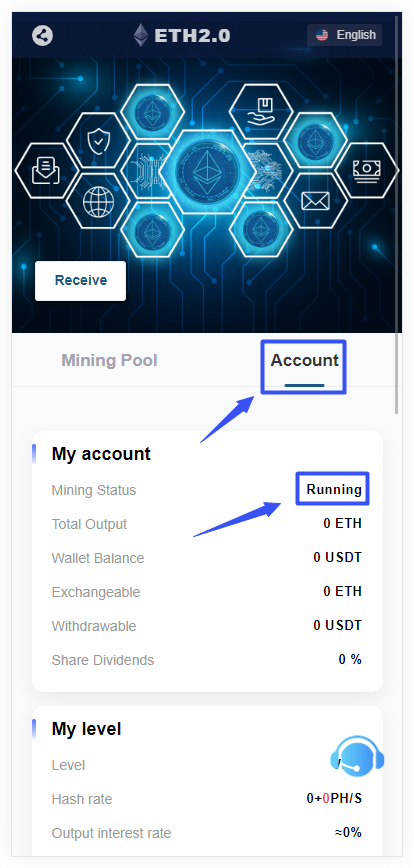 ETH2.0
English
Receive
Mining Pool Account
My account
Mining Status Running
Total Output 0 ETH
Wallet Balance 0 USDT
Exchangeable 0 ETH
Withdrawable 0 USDT
Share Dividends 0 %
My level
Level
Hash rate 0+0PH/S
Output interest rate ≈0%